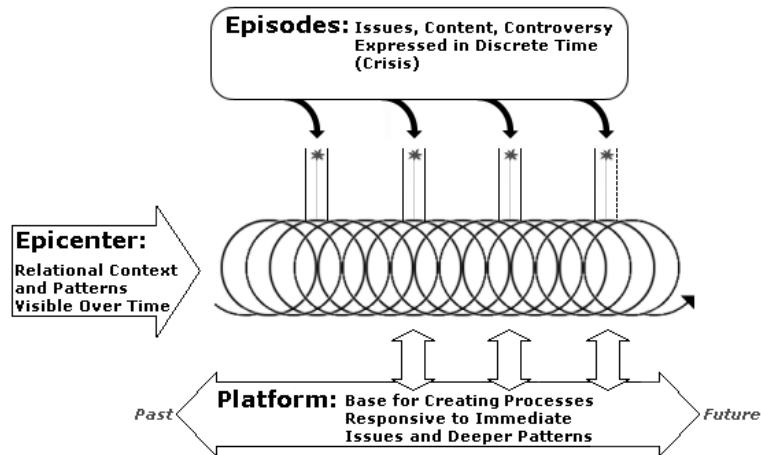 Episodes: Issues, Content, Controversy
Expressed in Discrete Time
(Crisis)
Epicenter:
Relational Context
and Patterns
Visible Over Time
Platform: Base for Creating Processes
Responsive to Immediate
Issues and Deeper Patterns
Past
Future